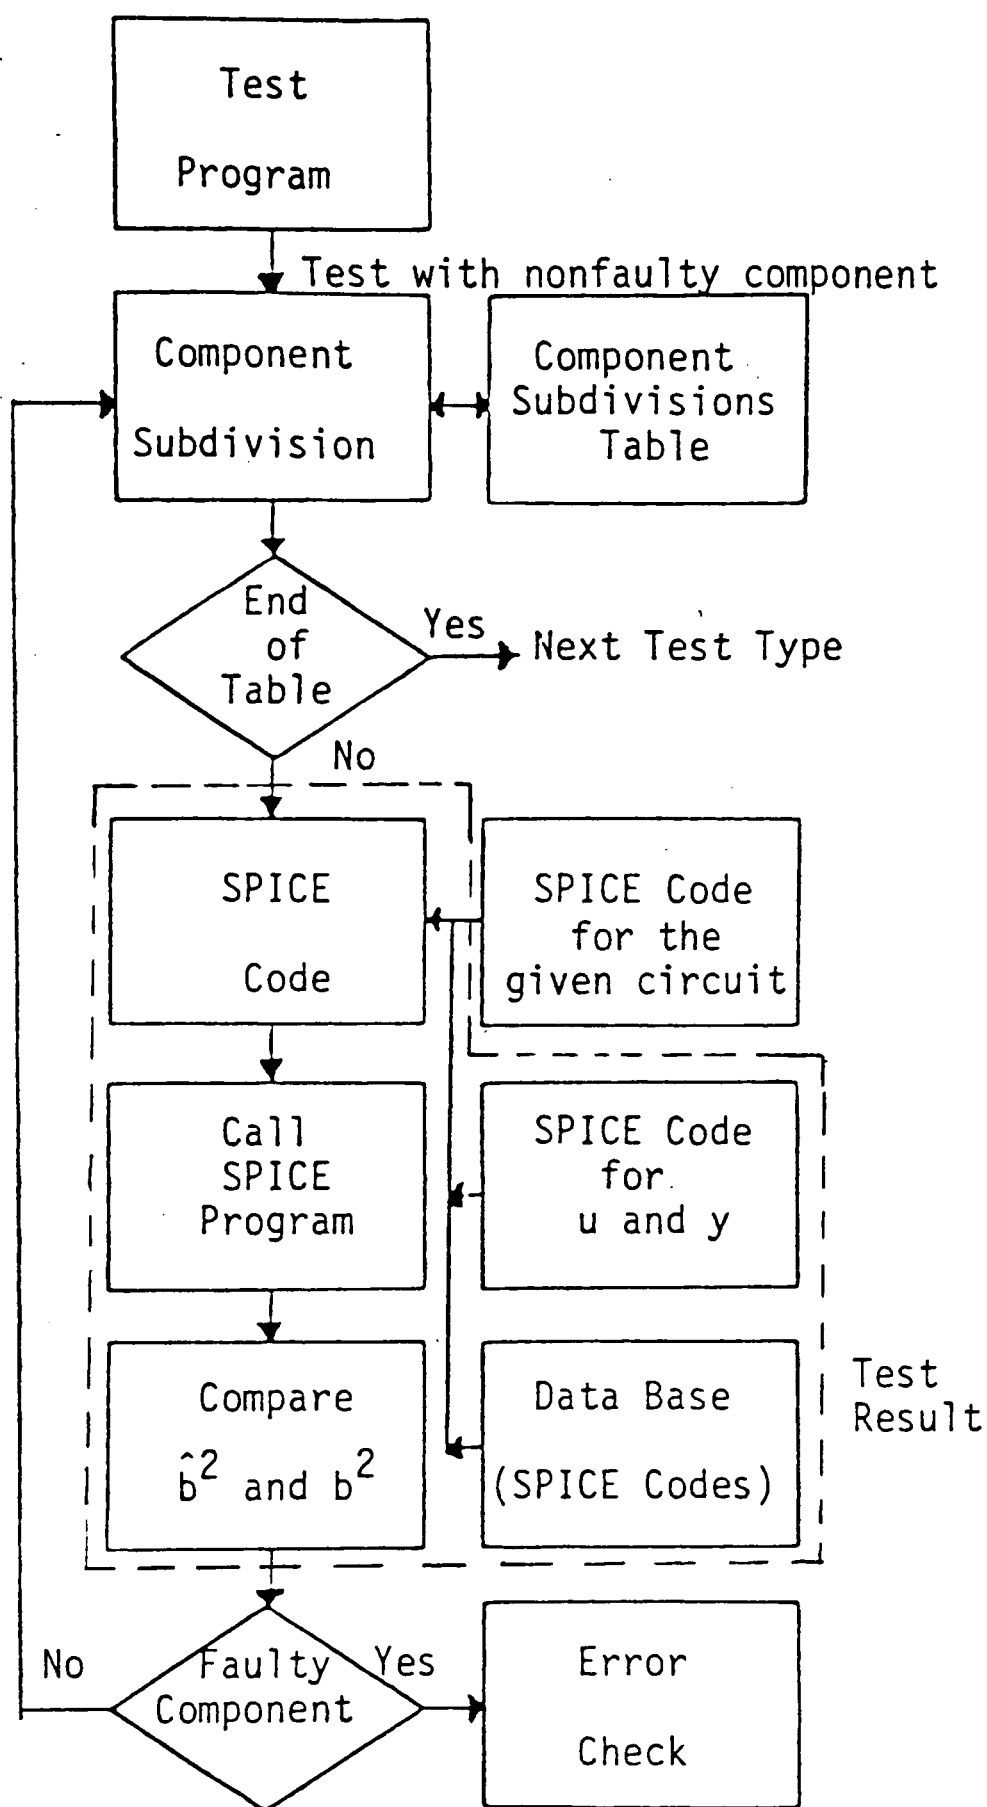 Test
Program
Test with nonfaulty component
Component
Subdivision
Component
Subdivisions
Table
End
of
Table
Yes
Next Test Type
No
SPICE
Code
SPICE Code
for the
given circuit
Call
SPICE
Program
SPICE Code
for
u and y
Compare
b̂² and b²
Data Base
(SPICE Codes)
Test
Result
No
Faulty
Component
Yes
Error
Check